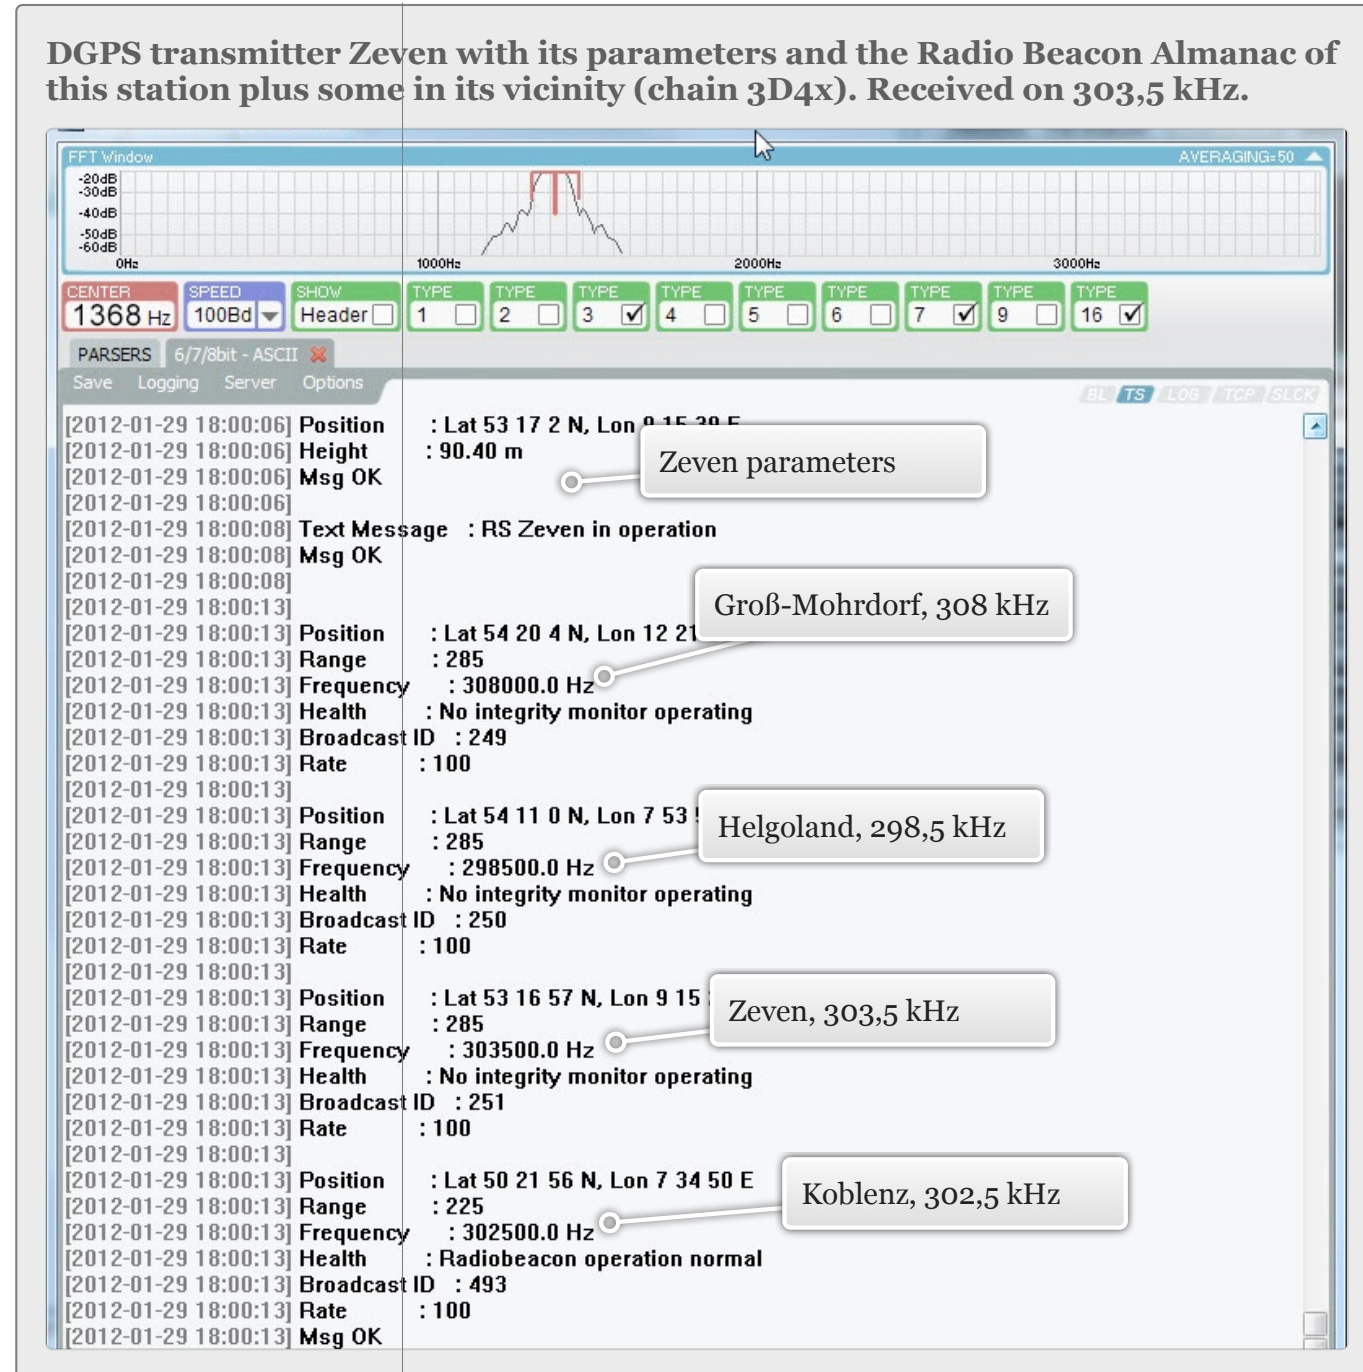 DGPS transmitter Zeven with its parameters and the Radio Beacon Almanac of
this station plus some in its vicinity (chain 3D4x). Received on 303,5 kHz.
FFT Window AVERAGING=50
-20dB
-30dB
-40dB
-50dB
-60dB
0Hz 1000Hz 2000Hz 3000Hz
CENTER SPEED SHOW TYPE TYPE TYPE TYPE TYPE TYPE TYPE TYPE TYPE
1368 Hz 100Bd Header 1 2 3 4 5 6 7 9 16
PARSERS 6/7/8bit - ASCII
Save Logging Server Options BL TS LOG TCP SLCK
[2012-01-29 18:00:06] Position : Lat 53 17 2 N, Lon 9 15 39 E
[2012-01-29 18:00:06] Height : 90.40 m
Zeven parameters
[2012-01-29 18:00:06] Msg OK
[2012-01-29 18:00:06]
[2012-01-29 18:00:08] Text Message : RS Zeven in operation
[2012-01-29 18:00:08] Msg OK
[2012-01-29 18:00:08]
[2012-01-29 18:00:13]
Groß-Mohrdorf, 308 kHz
[2012-01-29 18:00:13] Position : Lat 54 20 4 N, Lon 12 21
[2012-01-29 18:00:13] Range : 285
[2012-01-29 18:00:13] Frequency : 308000.0 Hz
[2012-01-29 18:00:13] Health : No integrity monitor operating
[2012-01-29 18:00:13] Broadcast ID : 249
[2012-01-29 18:00:13] Rate : 100
[2012-01-29 18:00:13]
[2012-01-29 18:00:13] Position : Lat 54 11 0 N, Lon 7 53
Helgoland, 298,5 kHz
[2012-01-29 18:00:13] Range : 285
[2012-01-29 18:00:13] Frequency : 298500.0 Hz
[2012-01-29 18:00:13] Health : No integrity monitor operating
[2012-01-29 18:00:13] Broadcast ID : 250
[2012-01-29 18:00:13] Rate : 100
[2012-01-29 18:00:13]
[2012-01-29 18:00:13] Position : Lat 53 16 57 N, Lon 9 15
Zeven, 303,5 kHz
[2012-01-29 18:00:13] Range : 285
[2012-01-29 18:00:13] Frequency : 303500.0 Hz
[2012-01-29 18:00:13] Health : No integrity monitor operating
[2012-01-29 18:00:13] Broadcast ID : 251
[2012-01-29 18:00:13] Rate : 100
[2012-01-29 18:00:13]
[2012-01-29 18:00:13] Position : Lat 50 21 56 N, Lon 7 34 50 E
Koblenz, 302,5 kHz
[2012-01-29 18:00:13] Range : 225
[2012-01-29 18:00:13] Frequency : 302500.0 Hz
[2012-01-29 18:00:13] Health : Radiobeacon operation normal
[2012-01-29 18:00:13] Broadcast ID : 493
[2012-01-29 18:00:13] Rate : 100
[2012-01-29 18:00:13] Msg OK